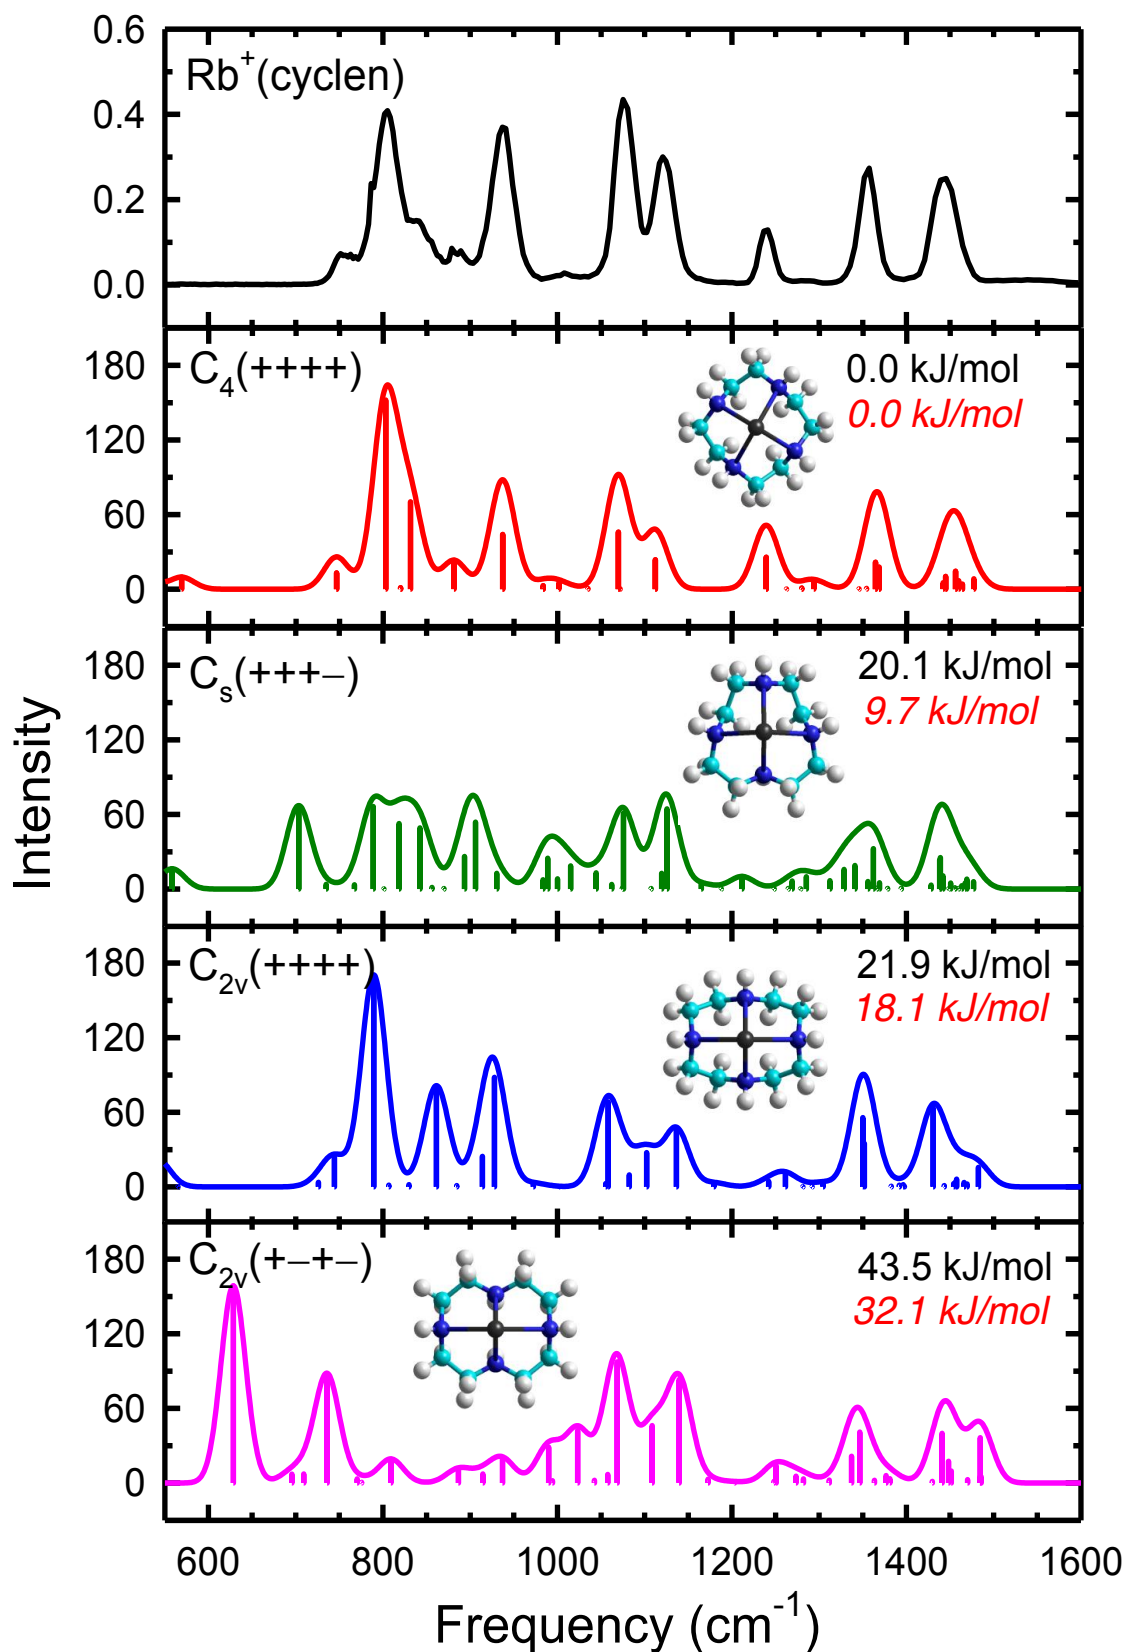 0.6
Rb+(cyclen)
0.4
0.2
0.0
C4(++++)
0.0 kJ/mol
0.0 kJ/mol
180
120
60
0
Cs(+++−)
20.1 kJ/mol
9.7 kJ/mol
180
120
60
0
C2v(++++)
21.9 kJ/mol
18.1 kJ/mol
180
120
60
0
C2v(+−+−)
43.5 kJ/mol
32.1 kJ/mol
180
120
60
0
Intensity
600 800 1000 1200 1400 1600
Frequency (cm-1)